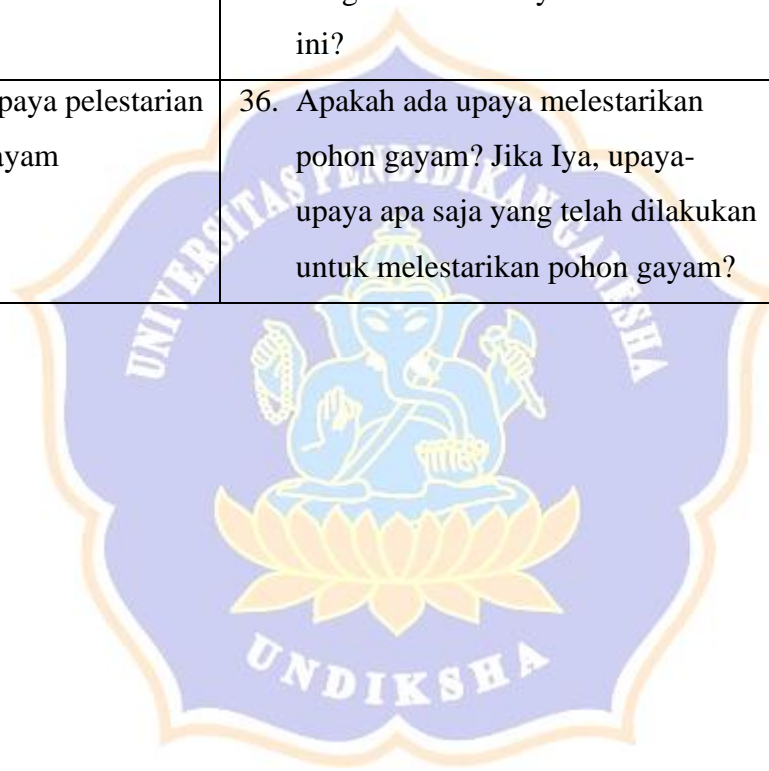 ini?
paya pelestarian
ayam
36. Apakah ada upaya melestarikan
pohon gayam? Jika Iya, upaya-
upaya apa saja yang telah dilakukan
untuk melestarikan pohon gayam?
UNIVERSITAS PENDIDIKAN GANESHA
UNDIKSHA